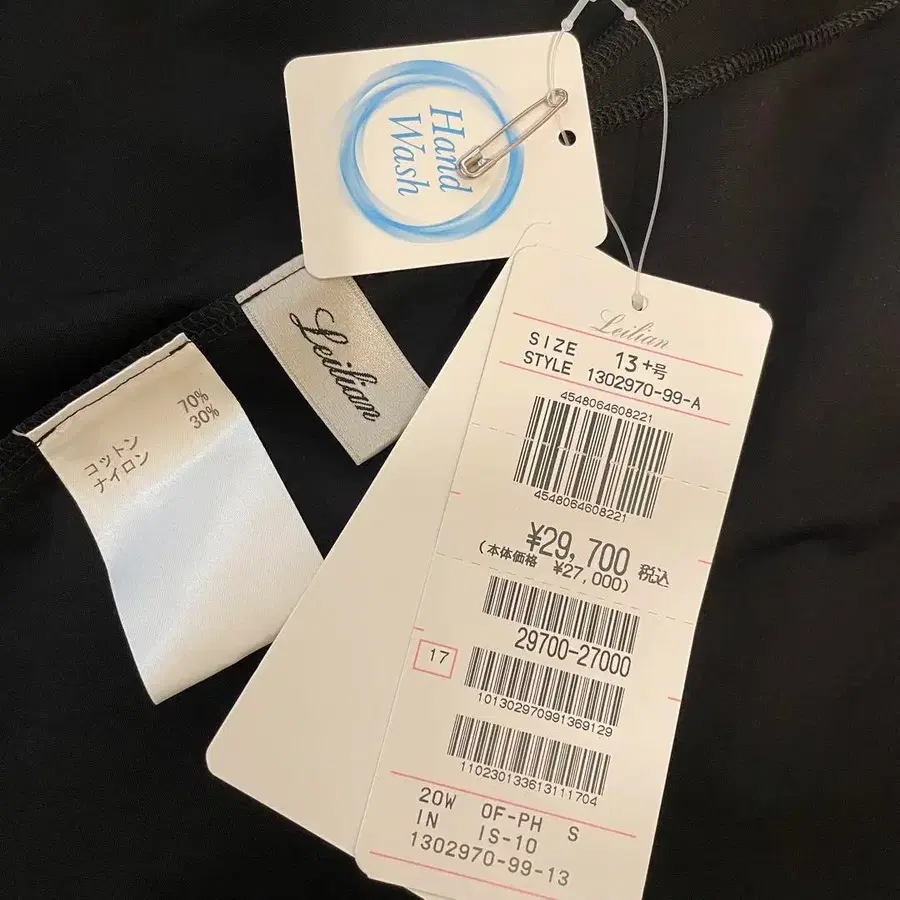 Hand
Wash
Leilian
コットン 70%
ナイロン 30%
Leilian
SIZE 13+号
STYLE 1302970-99-A
4548064608221
4548064608221
¥29,700 税込
(本体価格 ¥27,000)
29700-27000
17
101302970991369129
110230133613111704
20W OF-PH S
IN IS-10
1302970-99-13